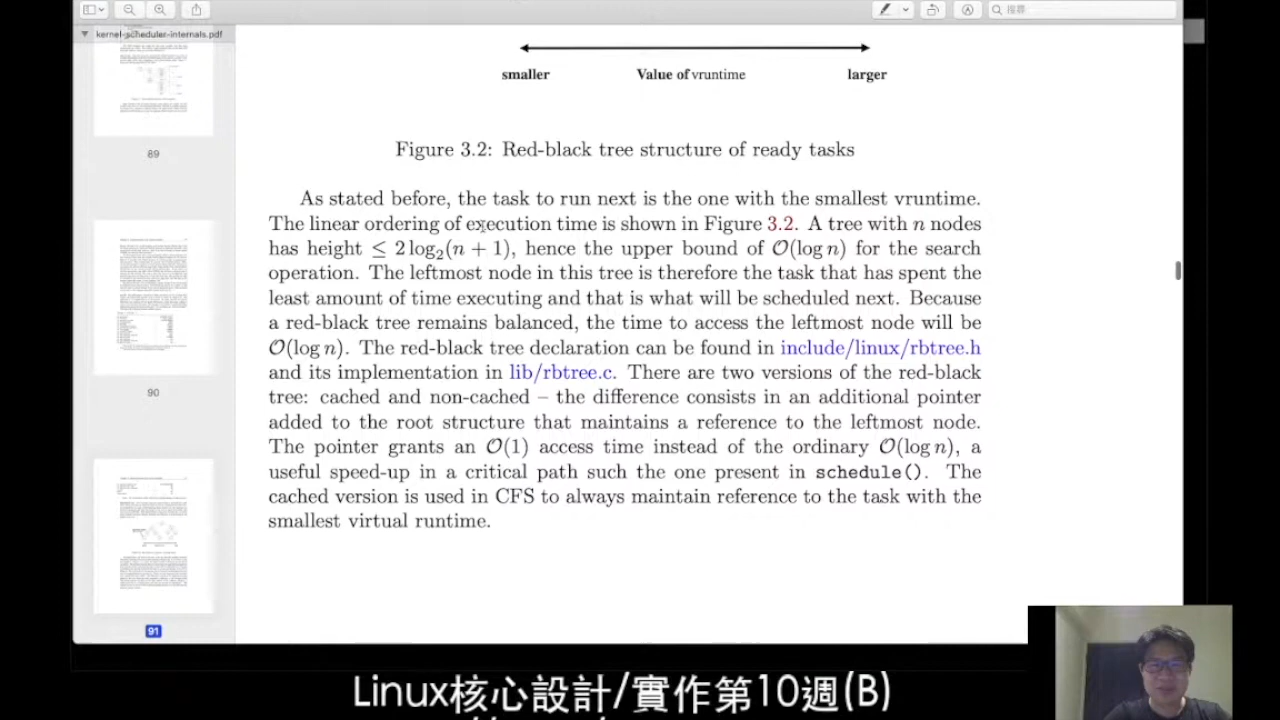 搜尋
kernel-scheduler-internals.pdf
89
90
91
smaller Value of vruntime larger
Figure 3.2: Red-black tree structure of ready tasks
As stated before, the task to run next is the one with the smallest vruntime.
The linear ordering of execution time is shown in Figure 3.2. A tree with n nodes
has height ≤ 2 log₂(n + 1), hence the upper bound of O(log n) for the search
operation. The leftmost node in this tree is therefore the task that has spent the
least amount of time executing and that is what will be scheduled next. Because
a red-black tree remains balanced, the time to access the leftmost node will be
O(log n). The red-black tree declaration can be found in include/linux/rbtree.h
and its implementation in lib/rbtree.c. There are two versions of the red-black
tree: cached and non-cached – the difference consists in an additional pointer
added to the root structure that maintains a reference to the leftmost node.
The pointer grants an O(1) access time instead of the ordinary O(log n), a
useful speed-up in a critical path such the one present in schedule(). The
cached version is used in CFS to always maintain reference to the task with the
smallest virtual runtime.
Linux核心設計/實作第10週(B)